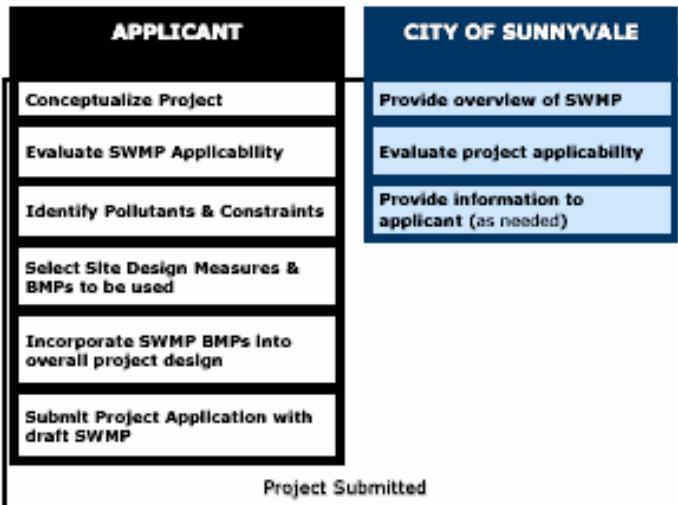 APPLICANT
Conceptualize Project
Evaluate SWMP Applicability
Identify Pollutants & Constraints
Select Site Design Measures &
BMPs to be used
Incorporate SWMP BMPs into
overall project design
Submit Project Application with
draft SWMP
CITY OF SUNNYVALE
Provide overview of SWMP
Evaluate project applicability
Provide information to
applicant (as needed)
Project Submitted